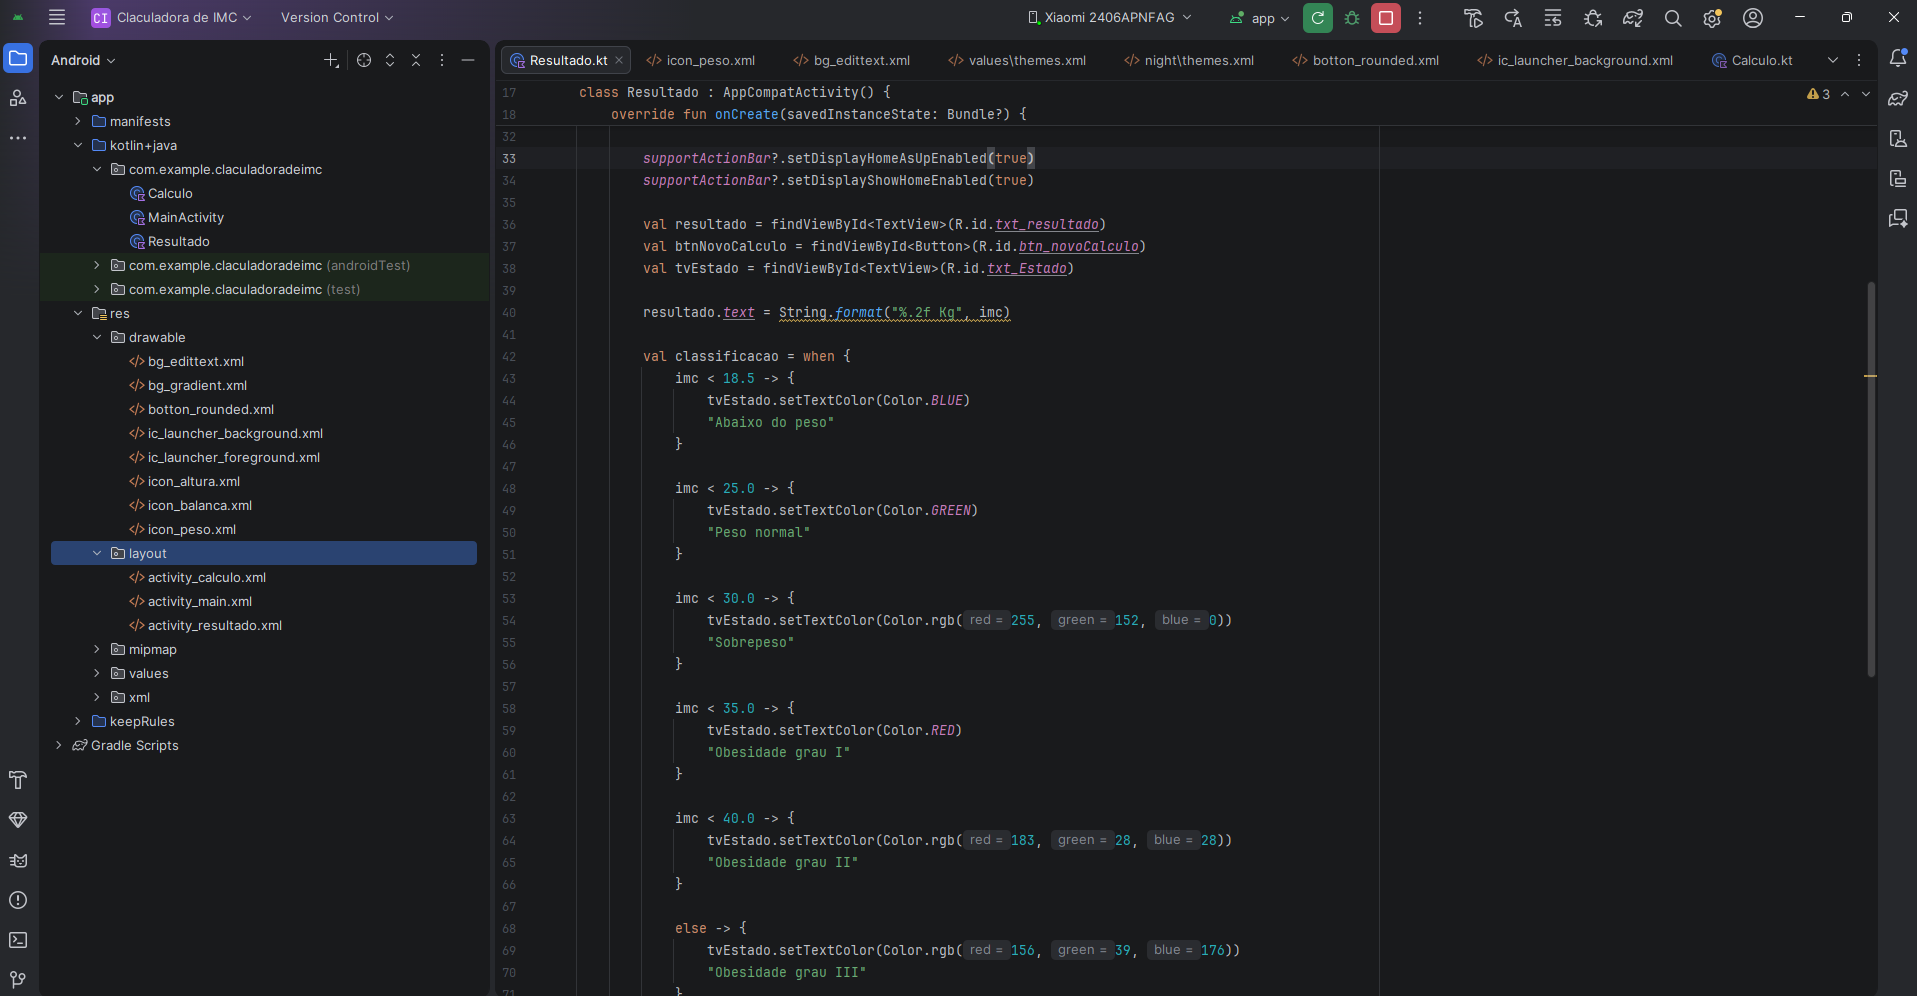 CI Claculadora de IMC Version Control Xiaomi 2406APNFAG app
Android
app
manifests
kotlin+java
com.example.claculadoradeimc
Calculo
MainActivity
Resultado
com.example.claculadoradeimc (androidTest)
com.example.claculadoradeimc (test)
res
drawable
bg_edittext.xml
bg_gradient.xml
botton_rounded.xml
ic_launcher_background.xml
ic_launcher_foreground.xml
icon_altura.xml
icon_balanca.xml
icon_peso.xml
layout
activity_calculo.xml
activity_main.xml
activity_resultado.xml
mipmap
values
xml
keepRules
Gradle Scripts
Resultado.kt icon_peso.xml bg_edittext.xml values\themes.xml night\themes.xml botton_rounded.xml ic_launcher_background.xml Calculo.kt
3
17 class Resultado : AppCompatActivity() {
18 override fun onCreate(savedInstanceState: Bundle?) {
32
33 supportActionBar?.setDisplayHomeAsUpEnabled(true)
34 supportActionBar?.setDisplayShowHomeEnabled(true)
35
36 val resultado = findViewById<TextView>(R.id.txt_resultado)
37 val btnNovoCalculo = findViewById<Button>(R.id.btn_novoCalculo)
38 val tvEstado = findViewById<TextView>(R.id.txt_Estado)
39
40 resultado.text = String.format("%.2f Kg", imc)
41
42 val classificacao = when {
43 imc < 18.5 -> {
44 tvEstado.setTextColor(Color.BLUE)
45 "Abaixo do peso"
46 }
47
48 imc < 25.0 -> {
49 tvEstado.setTextColor(Color.GREEN)
50 "Peso normal"
51 }
52
53 imc < 30.0 -> {
54 tvEstado.setTextColor(Color.rgb( red = 255, green = 152, blue = 0))
55 "Sobrepeso"
56 }
57
58 imc < 35.0 -> {
59 tvEstado.setTextColor(Color.RED)
60 "Obesidade grau I"
61 }
62
63 imc < 40.0 -> {
64 tvEstado.setTextColor(Color.rgb( red = 183, green = 28, blue = 28))
65 "Obesidade grau II"
66 }
67
68 else -> {
69 tvEstado.setTextColor(Color.rgb( red = 156, green = 39, blue = 176))
70 "Obesidade grau III"
71 }